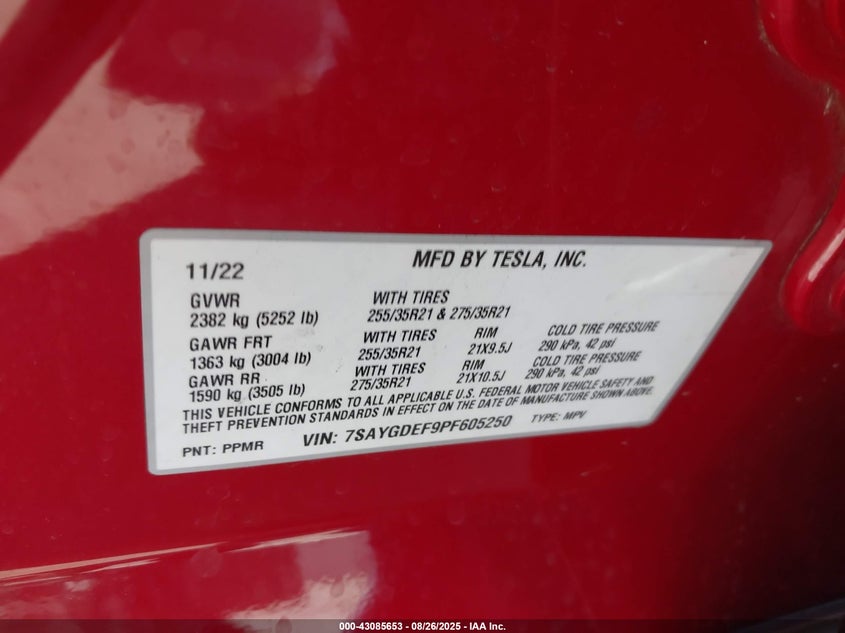 11/22 MFD BY TESLA, INC.
GVWR WITH TIRES
2382 kg (5252 lb) 255/35R21 & 275/35R21
GAWR FRT WITH TIRES RIM COLD TIRE PRESSURE
1363 kg (3004 lb) 255/35R21 21X9.5J 290 kPa, 42 psi
GAWR RR WITH TIRES RIM COLD TIRE PRESSURE
1590 kg (3505 lb) 275/35R21 21X10.5J 290 kPa, 42 psi
THIS VEHICLE CONFORMS TO ALL APPLICABLE U.S. FEDERAL MOTOR VEHICLE SAFETY AND
THEFT PREVENTION STANDARDS IN EFFECT ON THE DATE OF MANUFACTURE SHOWN ABOVE.
PNT: PPMR VIN: 7SAYGDEF9PF605250 TYPE: MPV
000-43085653 - 08/26/2025 - IAA Inc.